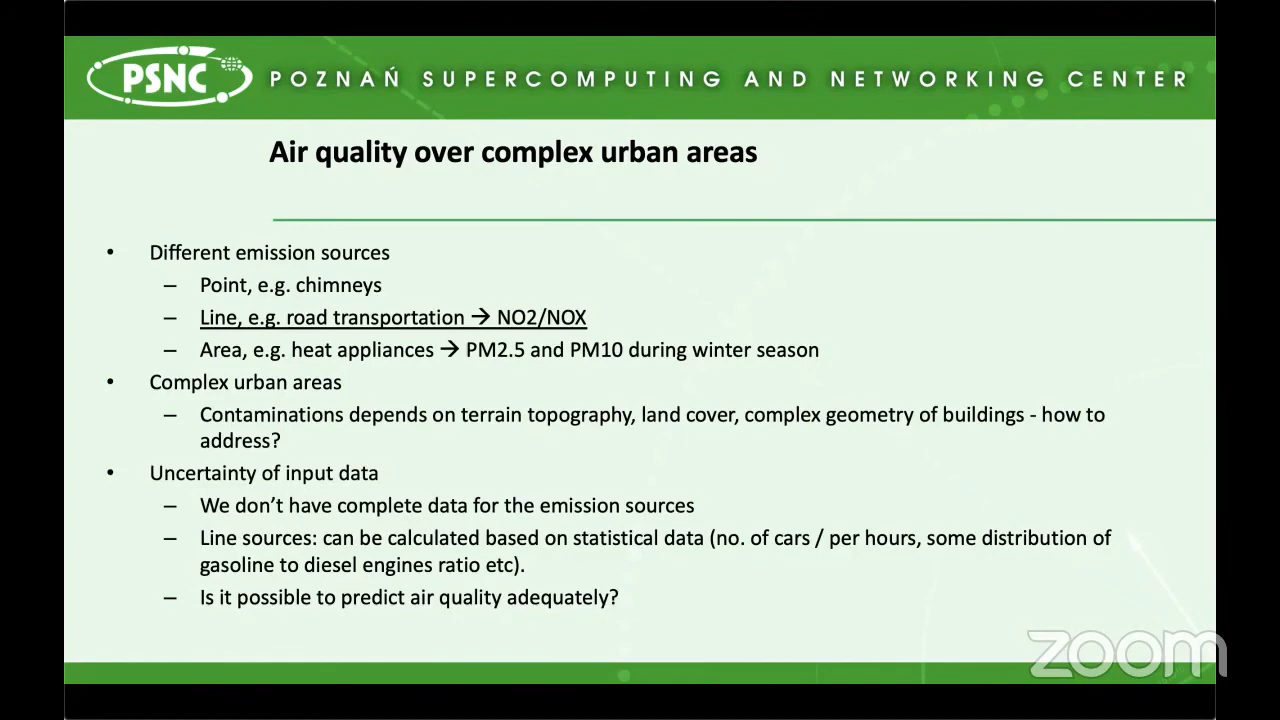 PSNC POZNAŃ SUPERCOMPUTING AND NETWORKING CENTER
Air quality over complex urban areas
• Different emission sources
– Point, e.g. chimneys
– Line, e.g. road transportation → NO2/NOX
– Area, e.g. heat appliances → PM2.5 and PM10 during winter season
• Complex urban areas
– Contaminations depends on terrain topography, land cover, complex geometry of buildings - how to
address?
• Uncertainty of input data
– We don’t have complete data for the emission sources
– Line sources: can be calculated based on statistical data (no. of cars / per hours, some distribution of
gasoline to diesel engines ratio etc).
– Is it possible to predict air quality adequately?
zoom